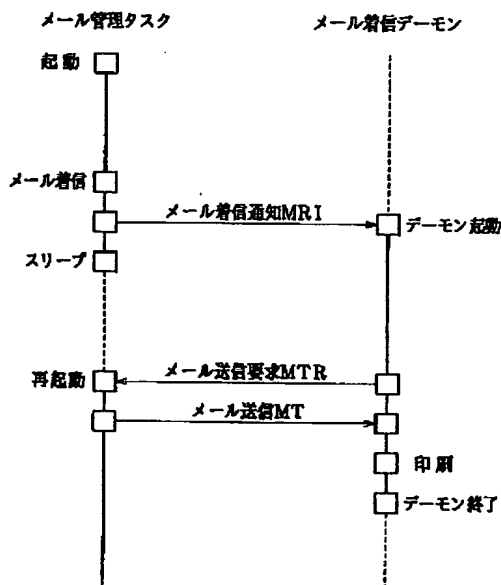 メール管理タスク
メール着信デーモン
起動
メール着信
メール着信通知MRI
デーモン起動
スリープ
メール送信要求MTR
再起動
メール送信MT
印刷
デーモン終了